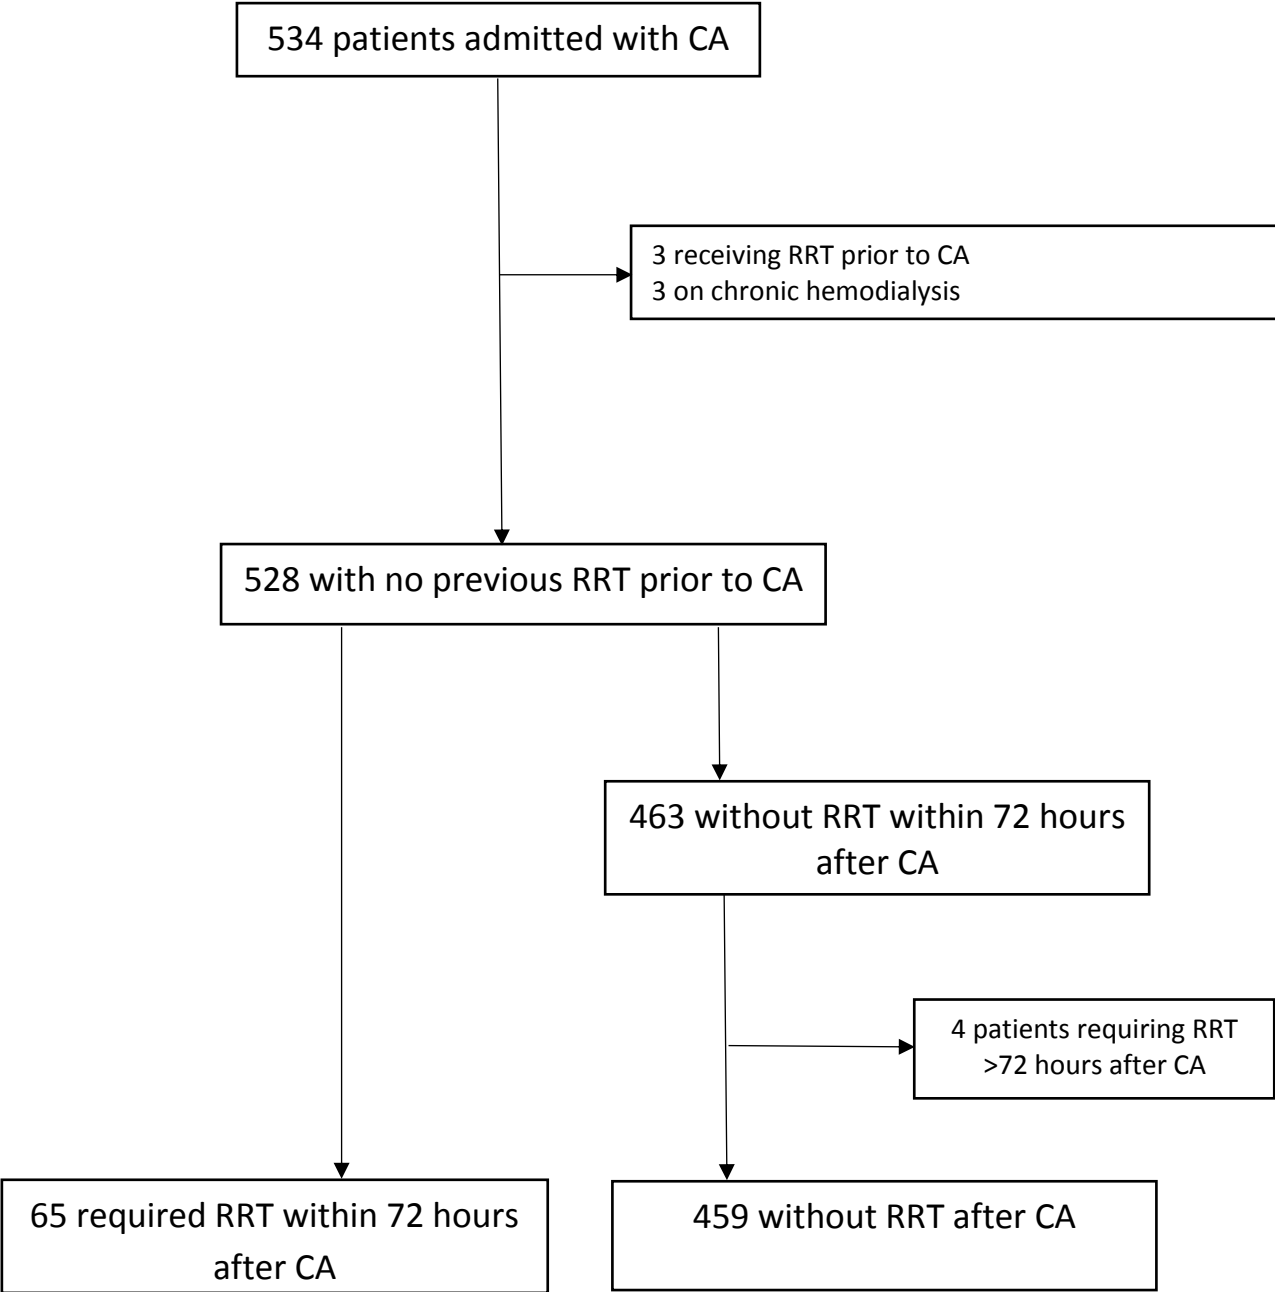 534 patients admitted with CA
3 receiving RRT prior to CA
3 on chronic hemodialysis
528 with no previous RRT prior to CA
463 without RRT within 72 hours
after CA
4 patients requiring RRT
>72 hours after CA
65 required RRT within 72 hours
after CA
459 without RRT after CA